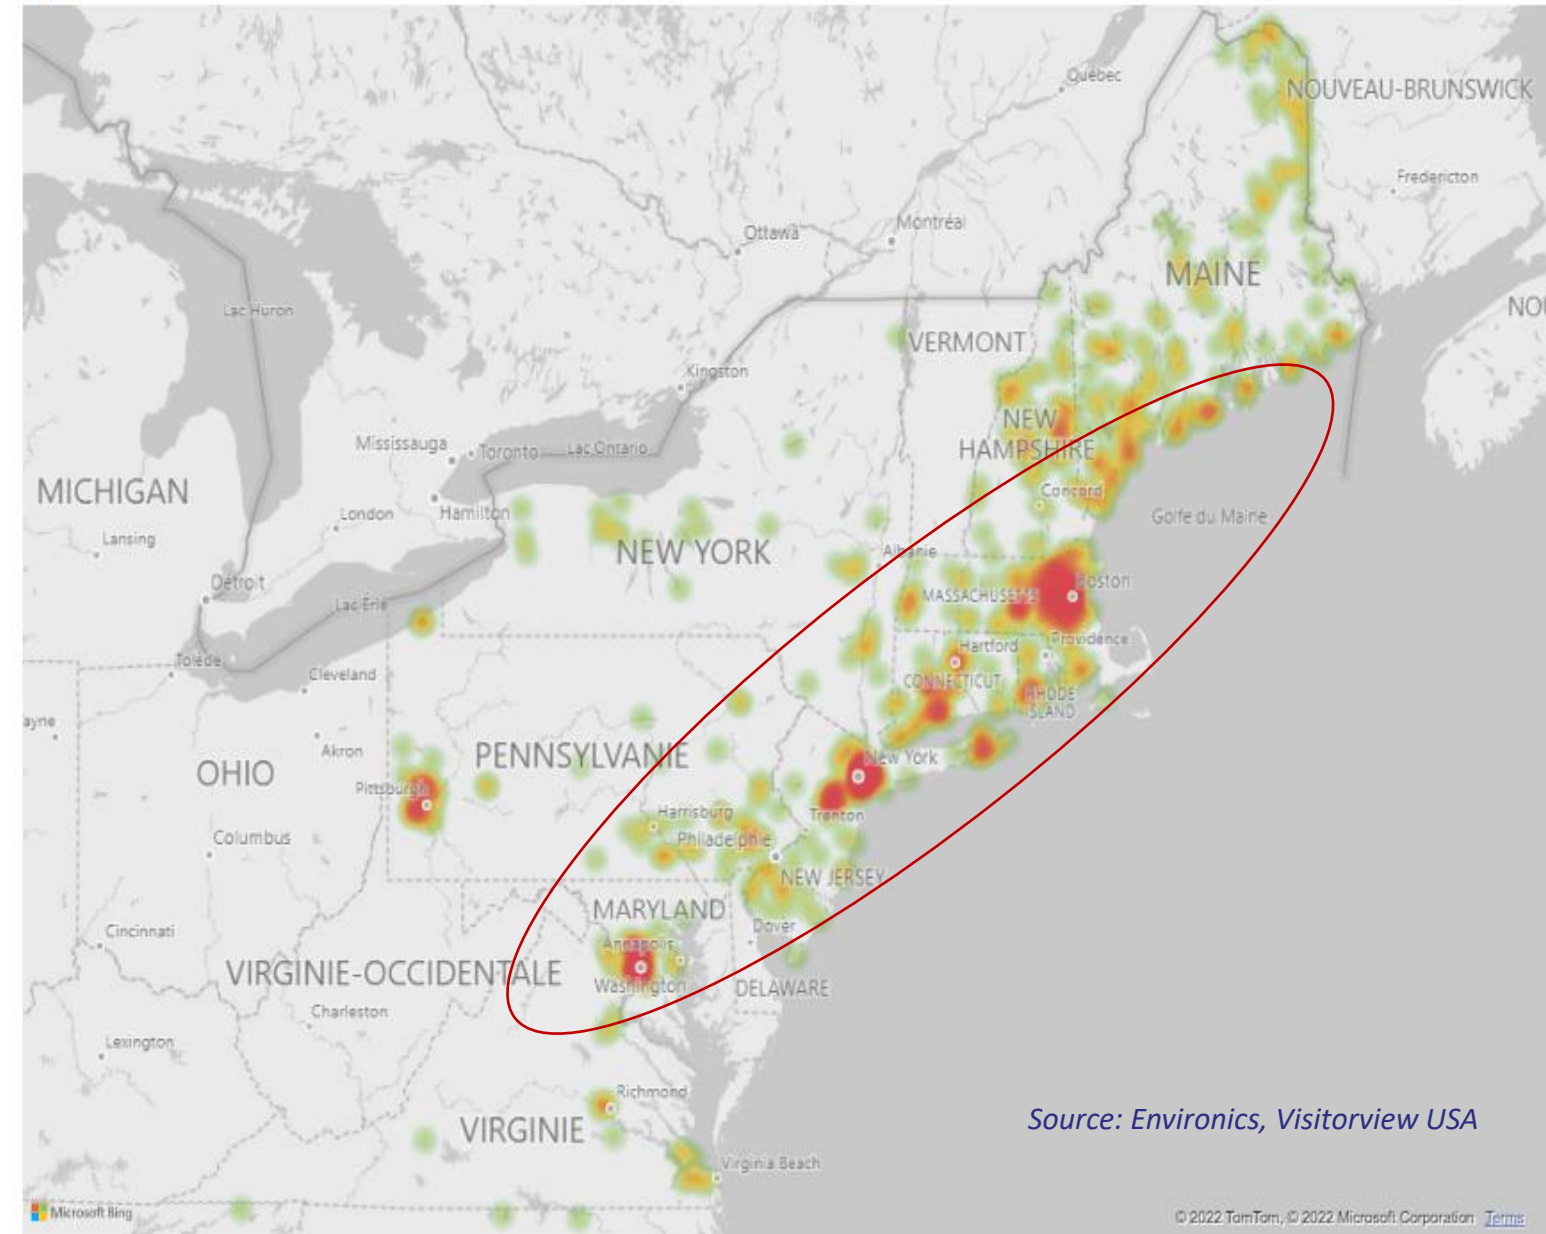 Québec
NOUVEAU-BRUNSWICK
Fredericton
Montréal
Ottawa
MAINE
Lac Huron
NOU
VERMONT
Kingston
NEW
HAMPSHIRE
Mississauga
Toronto
Lac Ontario
MICHIGAN
Concord
Hamilton
London
Golfe du Maine
Lansing
NEW YORK
Albanie
Détroit
Boston
MASSACHUSETTS
Lac Érié
Providence
Hartford
Tolède
Cleveland
CONNECTICUT
RHODE
ISLAND
ayne
Akron
PENNSYLVANIE
New York
OHIO
Pittsburgh
Harrisburg
Trenton
Columbus
Philadelphie
NEW JERSEY
MARYLAND
Cincinnati
Dover
Annapolis
VIRGINIE-OCCIDENTALE
Washington
DELAWARE
Charleston
Lexington
Richmond
Source: Environics, Visitorview USA
VIRGINIE
Virginia Beach
Microsoft Bing
© 2022 TomTom, © 2022 Microsoft Corporation Terms